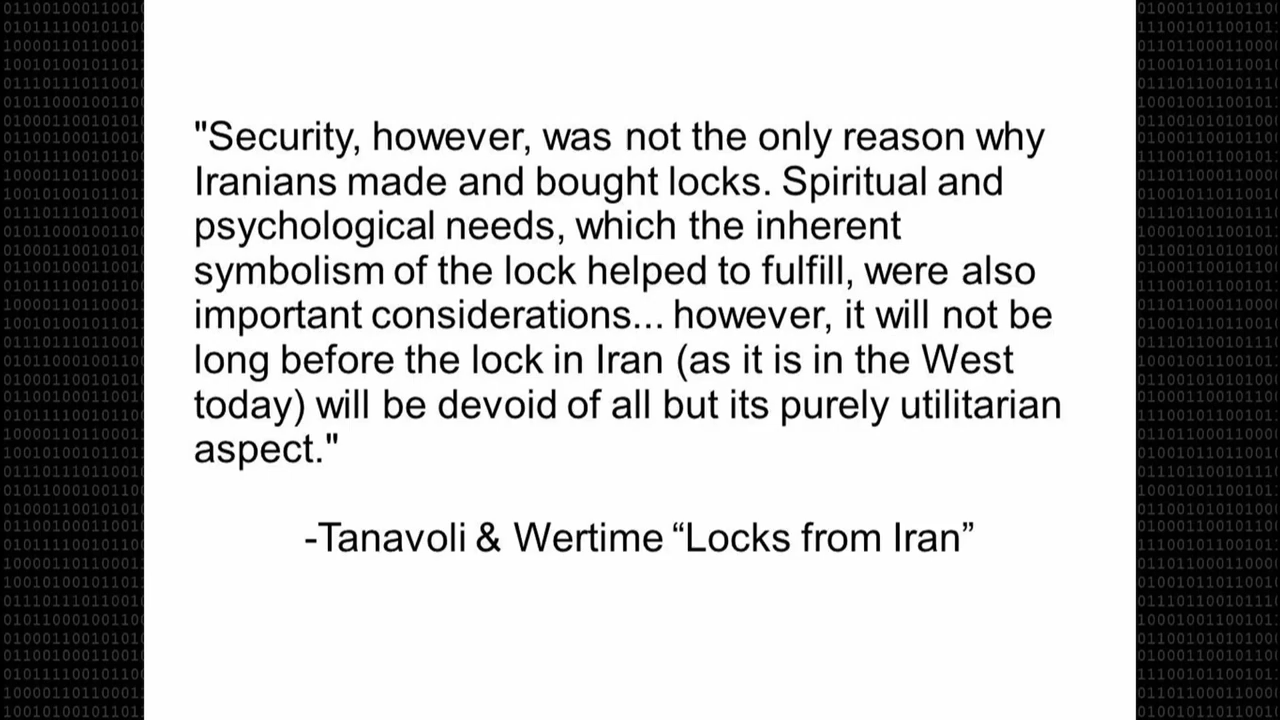 "Security, however, was not the only reason why
Iranians made and bought locks. Spiritual and
psychological needs, which the inherent
symbolism of the lock helped to fulfill, were also
important considerations... however, it will not be
long before the lock in Iran (as it is in the West
today) will be devoid of all but its purely utilitarian
aspect."
-Tanavoli & Wertime “Locks from Iran”